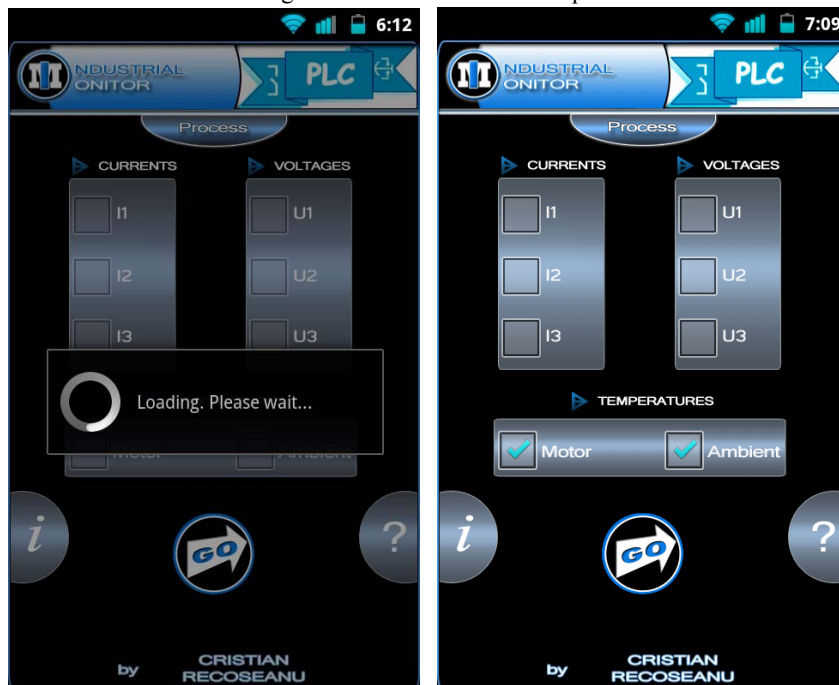 6:12
NDUSTRIAL
ONITOR
PLC
Process
CURRENTS VOLTAGES
I1 U1
I2 U2
I3 U3
Loading. Please wait...
i GO ?
by CRISTIAN
RECOSEANU
7:09
NDUSTRIAL
ONITOR
PLC
Process
CURRENTS VOLTAGES
I1 U1
I2 U2
I3 U3
TEMPERATURES
Motor Ambient
i GO ?
by CRISTIAN
RECOSEANU